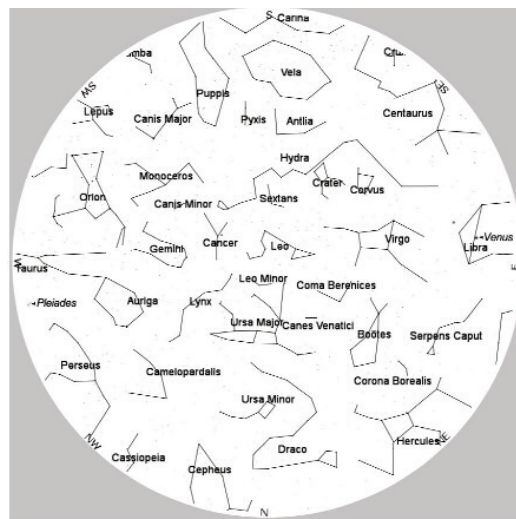 S
Carina
Vela
Puppis
SW
SE
Lepus
Canis Major
Pyxis
Antlia
Centaurus
Hydra
Monoceros
Crater
Corvus
Orion
Canis Minor
Sextans
Gemini
Cancer
Leo
Virgo
Venus
Libra
W
Taurus
E
Leo Minor
Coma Berenices
Pleiades
Auriga
Lynx
Ursa Major
Canes Venatici
Bootes
Serpens Caput
Perseus
Camelopardalis
Corona Borealis
Ursa Minor
NW
Hercules
NE
Cassiopeia
Cepheus
Draco
N